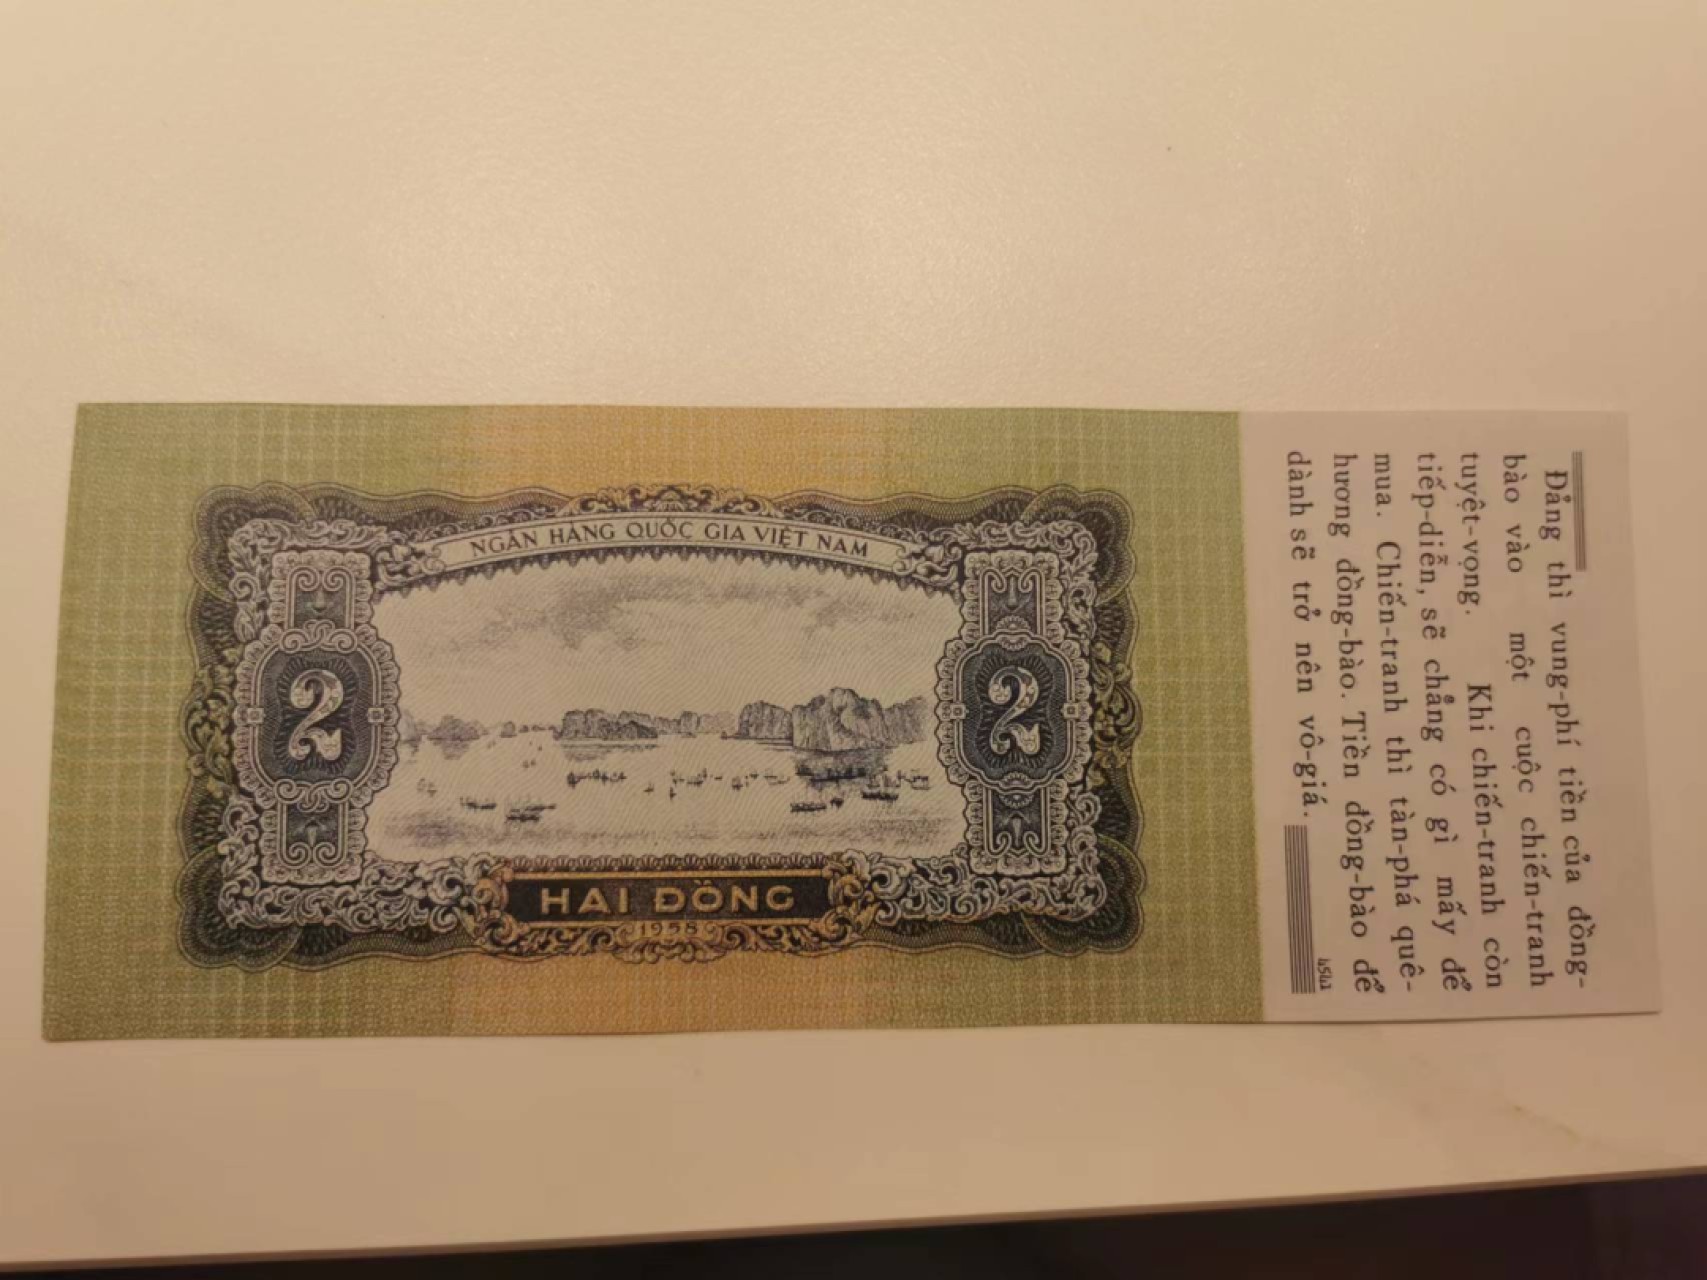 NGÂN HÀNG QUỐC GIA VIỆT NAM
2
2
HAI ĐỒNG
1958
Đảng thì vung-phí tiền của đồng-
bào vào một cuộc chiến-tranh
tuyệt-vọng. Khi chiến-tranh còn
tiếp-diễn, sẽ chẳng có gì mấy để
mua. Chiến-tranh thì tàn-phá quê-
hương đồng-bào. Tiền đồng-bào để
dành sẽ trở nên vô-giá.
4541